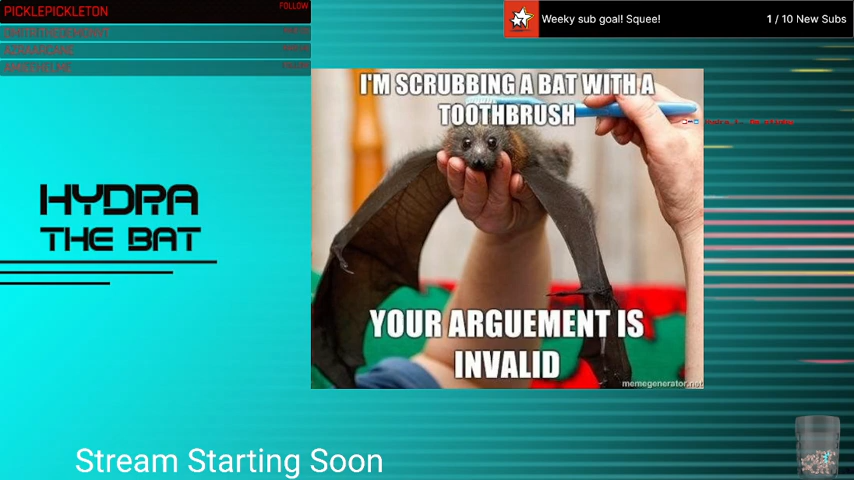 PICKLEPICKLETON
FOLLOW
Weeky sub goal! Squee!
1 / 10 New Subs
I'M SCRUBBING A BAT WITH A
TOOTHBRUSH
HYDRA
THE BAT
YOUR ARGUEMENT IS
INVALID
memegenerator.net
Stream Starting Soon